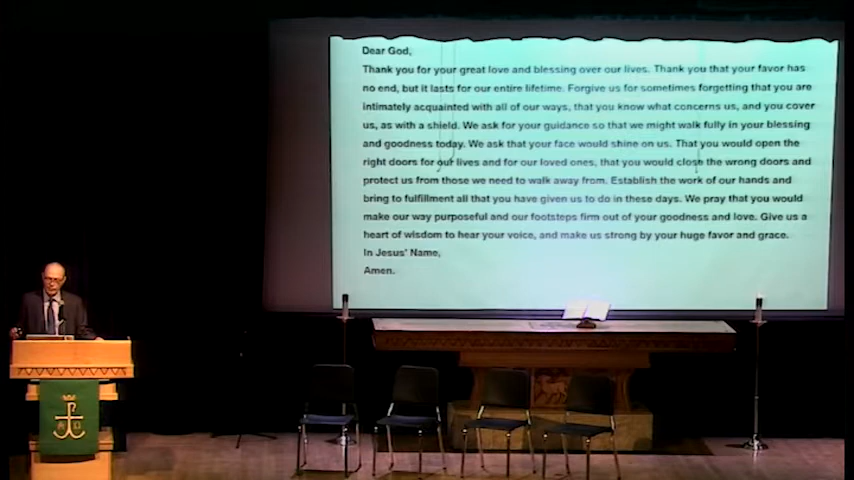 Dear God,
Thank you for your great love and blessing over our lives. Thank you that your favor has
no end, but it lasts for our entire lifetime. Forgive us for sometimes forgetting that you are
intimately acquainted with all of our ways, that you know what concerns us, and you cover
us, as with a shield. We ask for your guidance so that we might walk fully in your blessing
and goodness today. We ask that your face would shine on us. That you would open the
right doors for our lives and for our loved ones, that you would close the wrong doors and
protect us from those we need to walk away from. Establish the work of our hands and
bring to fulfillment all that you have given us to do in these days. We pray that you would
make our way purposeful and our footsteps firm out of your goodness and love. Give us a
heart of wisdom to hear your voice, and make us strong by your huge favor and grace.
In Jesus' Name,
Amen.